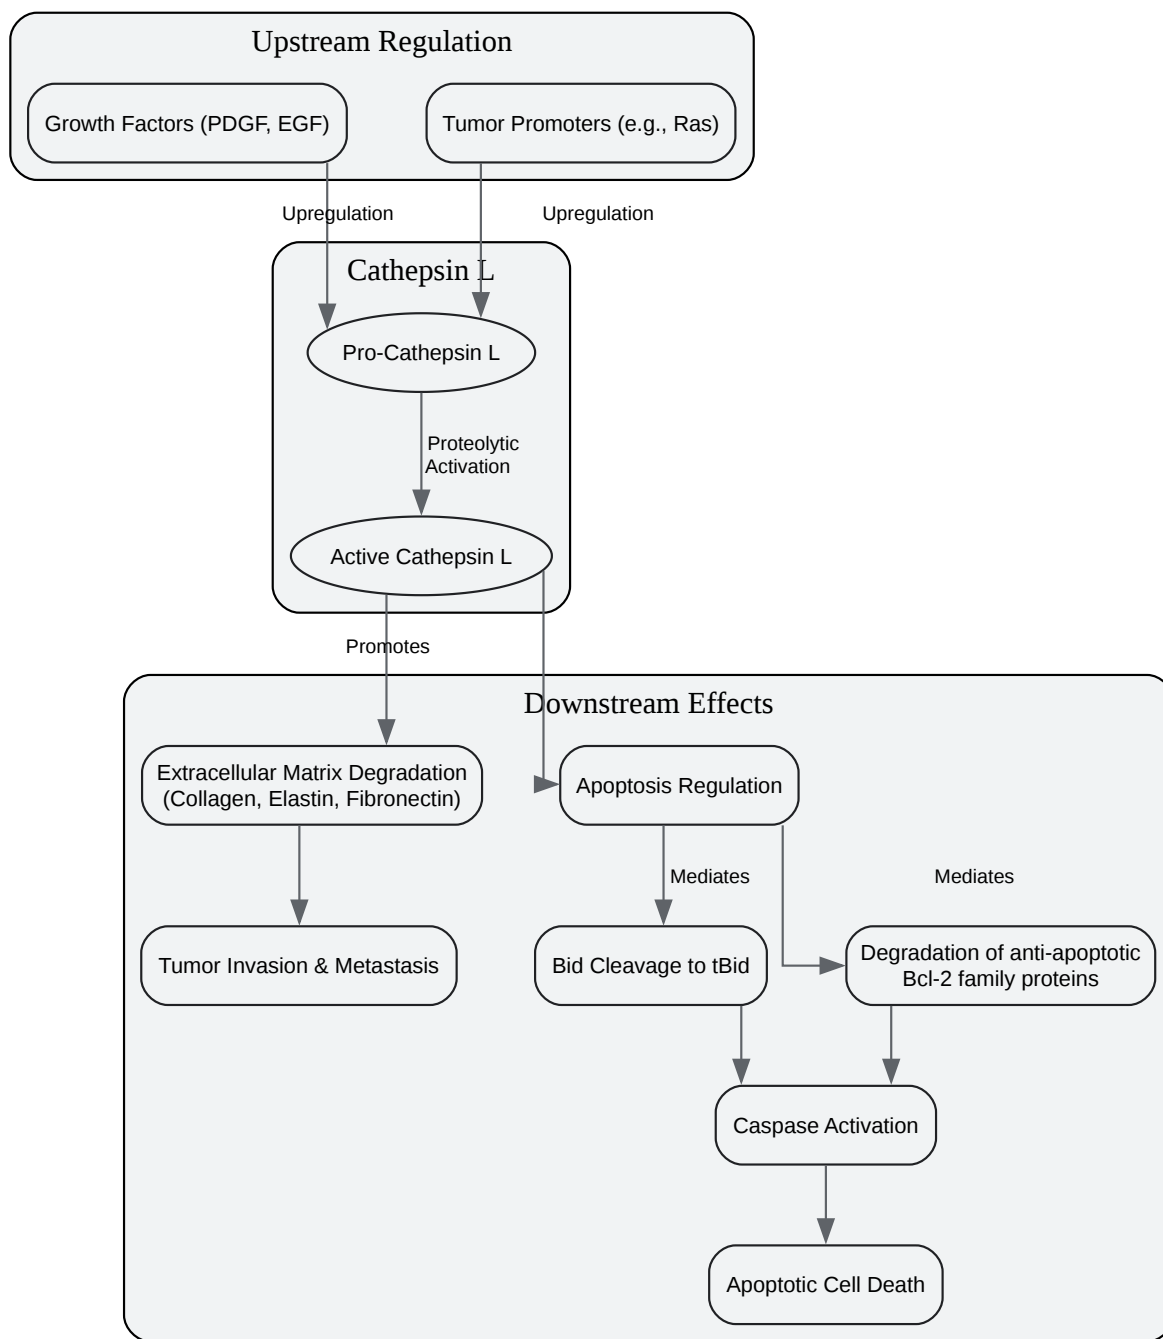 Upstream Regulation
Growth Factors (PDGF, EGF)
Tumor Promoters (e.g., Ras)
Upregulation
Upregulation
Cathepsin L
Pro-Cathepsin L
Proteolytic
Activation
Active Cathepsin L
Promotes
Downstream Effects
Extracellular Matrix Degradation
(Collagen, Elastin, Fibronectin)
Apoptosis Regulation
Mediates
Mediates
Tumor Invasion & Metastasis
Bid Cleavage to tBid
Degradation of anti-apoptotic
Bcl-2 family proteins
Caspase Activation
Apoptotic Cell Death